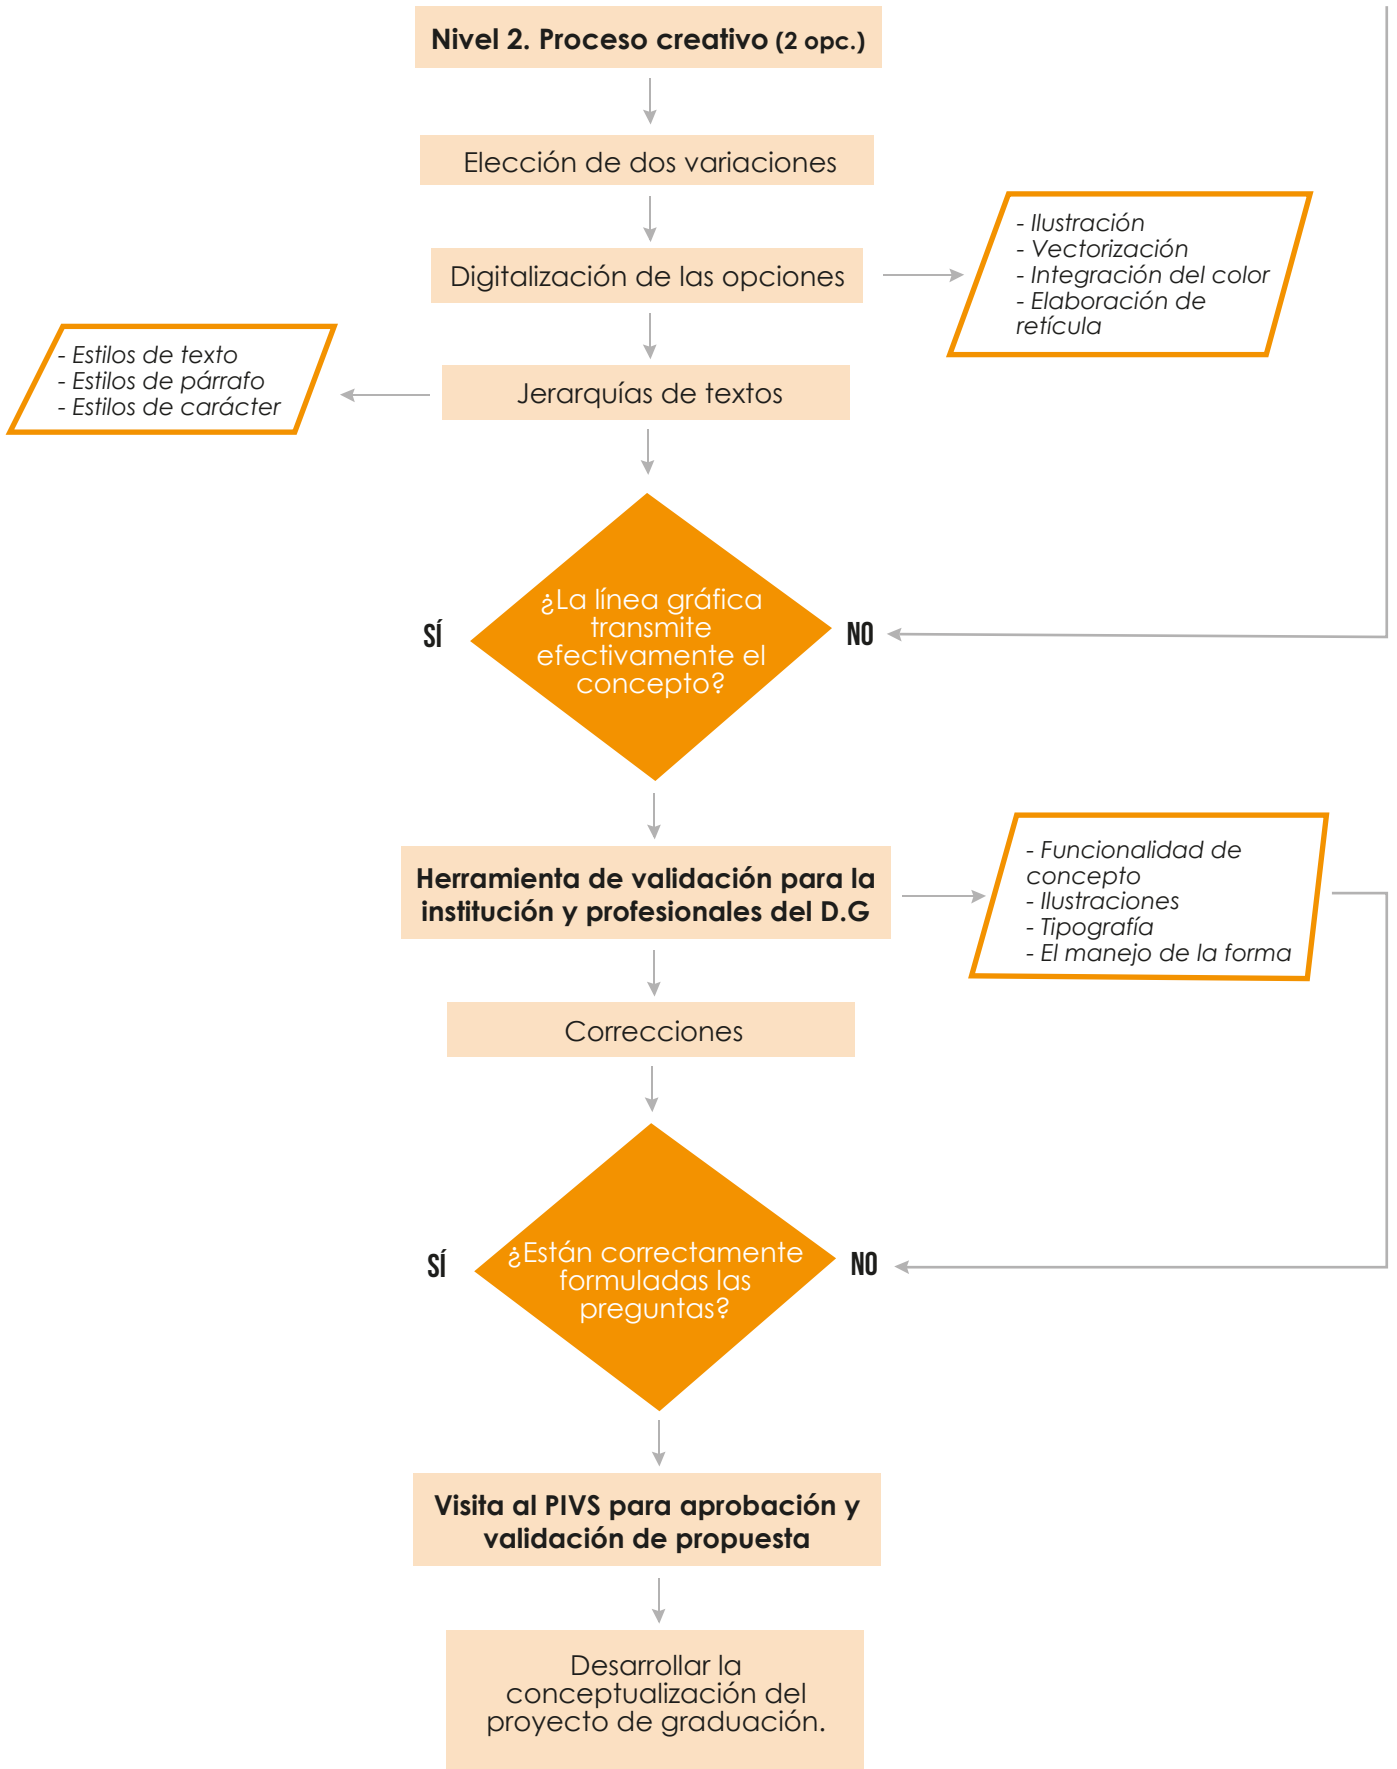 Nivel 2. Proceso creativo (2 opc.)
Elección de dos variaciones
Digitalización de las opciones
- Ilustración
- Vectorización
- Integración del color
- Elaboración de
retícula
- Estilos de texto
- Estilos de párrafo
- Estilos de carácter
Jerarquías de textos
¿La línea gráfica
transmite
efectivamente el
concepto?
SÍ
NO
Herramienta de validación para la
institución y profesionales del D.G
- Funcionalidad de
concepto
- Ilustraciones
- Tipografía
- El manejo de la forma
Correcciones
¿Están correctamente
formuladas las
preguntas?
SÍ
NO
Visita al PIVS para aprobación y
validación de propuesta
Desarrollar la
conceptualización del
proyecto de graduación.